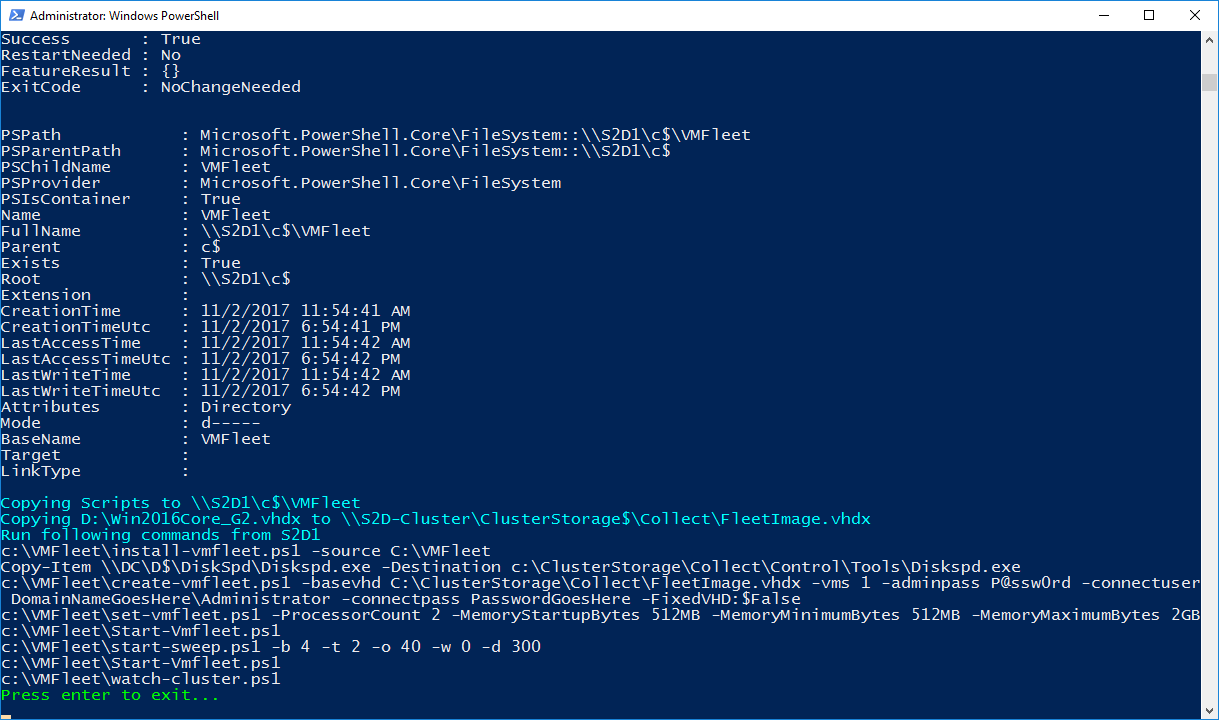 Administrator: Windows PowerShell
Success       : True
RestartNeeded : No
FeatureResult : {}
ExitCode      : NoChangeNeeded
PSPath            : Microsoft.PowerShell.Core\FileSystem::\\S2D1\c$\VMFleet
PSParentPath      : Microsoft.PowerShell.Core\FileSystem::\\S2D1\c$
PSChildName       : VMFleet
PSProvider        : Microsoft.PowerShell.Core\FileSystem
PSIsContainer     : True
Name              : VMFleet
FullName          : \\S2D1\c$\VMFleet
Parent            : c$
Exists            : True
Root              : \\S2D1\c$
Extension         :
CreationTime      : 11/2/2017 11:54:41 AM
CreationTimeUtc   : 11/2/2017 6:54:41 PM
LastAccessTime    : 11/2/2017 11:54:42 AM
LastAccessTimeUtc : 11/2/2017 6:54:42 PM
LastWriteTime     : 11/2/2017 11:54:42 AM
LastWriteTimeUtc  : 11/2/2017 6:54:42 PM
Attributes        : Directory
Mode              : d-----
BaseName          : VMFleet
Target            :
LinkType          :
Copying Scripts to \\S2D1\c$\VMFleet
Copying D:\Win2016Core_G2.vhdx to \\S2D-Cluster\ClusterStorage$\Collect\FleetImage.vhdx
Run following commands from S2D1
c:\VMFleet\install-vmfleet.ps1 -source C:\VMFleet
Copy-Item \\DC\D$\DiskSpd\Diskspd.exe -Destination c:\ClusterStorage\Collect\Control\Tools\Diskspd.exe
c:\VMFleet\create-vmfleet.ps1 -basevhd C:\ClusterStorage\Collect\FleetImage.vhdx -vms 1 -adminpass P@ssw0rd -connectuser
 DomainNameGoesHere\Administrator -connectpass PasswordGoesHere -FixedVHD:$False
c:\VMFleet\set-vmfleet.ps1 -ProcessorCount 2 -MemoryStartupBytes 512MB -MemoryMinimumBytes 512MB -MemoryMaximumBytes 2GB
c:\VMFleet\Start-Vmfleet.ps1
c:\VMFleet\start-sweep.ps1 -b 4 -t 2 -o 40 -w 0 -d 300
c:\VMFleet\Start-Vmfleet.ps1
c:\VMFleet\watch-cluster.ps1
Press enter to exit...